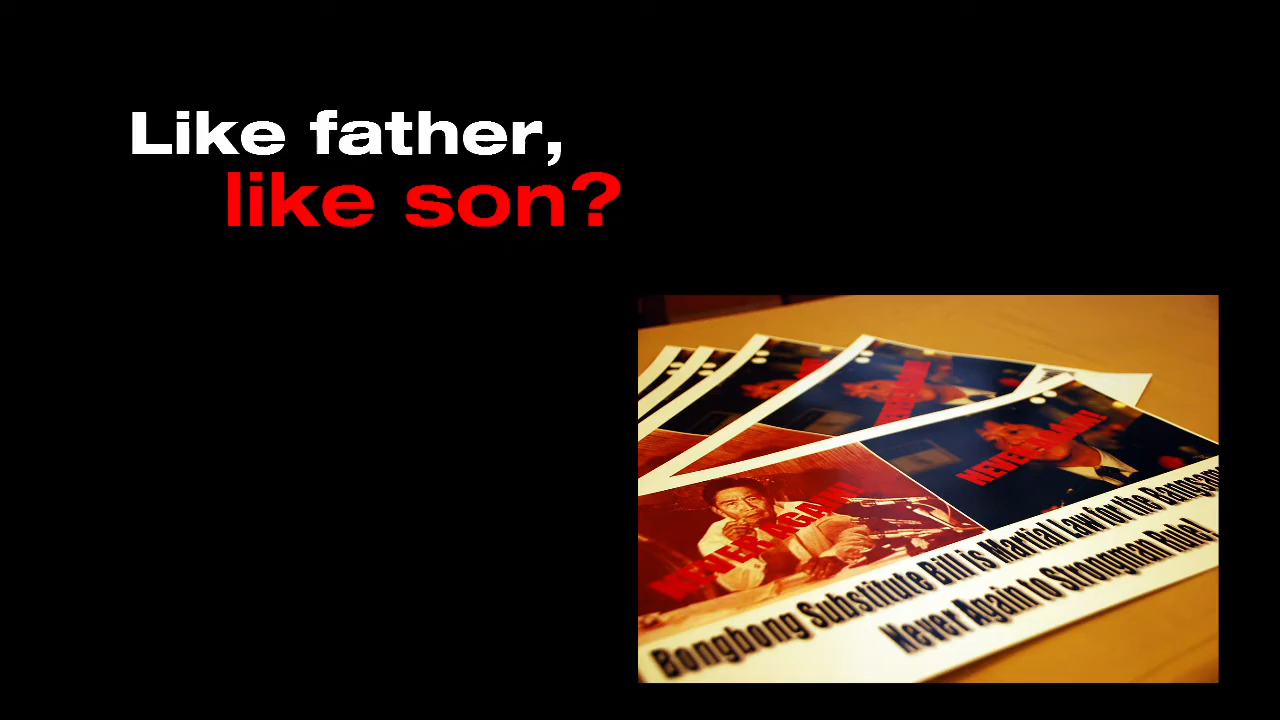 Like father,
like son?
NEVER AGAIN!
NEVER AGAIN!
NEVER AGAIN!
Bongbong Substitute Bill is Martial Law for the Bangsamo
Never Again to Strongman Rule!